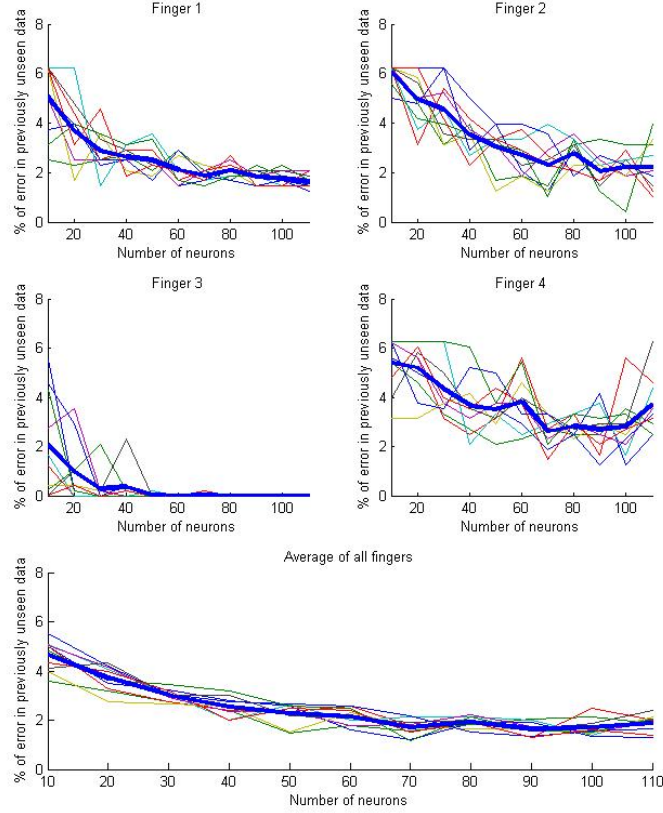 Finger 1
% of error in previously unseen data
8
6
4
2
0
20 40 60 80 100
Number of neurons
Finger 2
% of error in previously unseen data
8
6
4
2
0
20 40 60 80 100
Number of neurons
Finger 3
% of error in previously unseen data
8
6
4
2
0
20 40 60 80 100
Number of neurons
Finger 4
% of error in previously unseen data
8
6
4
2
0
20 40 60 80 100
Number of neurons
Average of all fingers
% of error in previously unseen data
8
6
4
2
0
10 20 30 40 50 60 70 80 90 100 110
Number of neurons